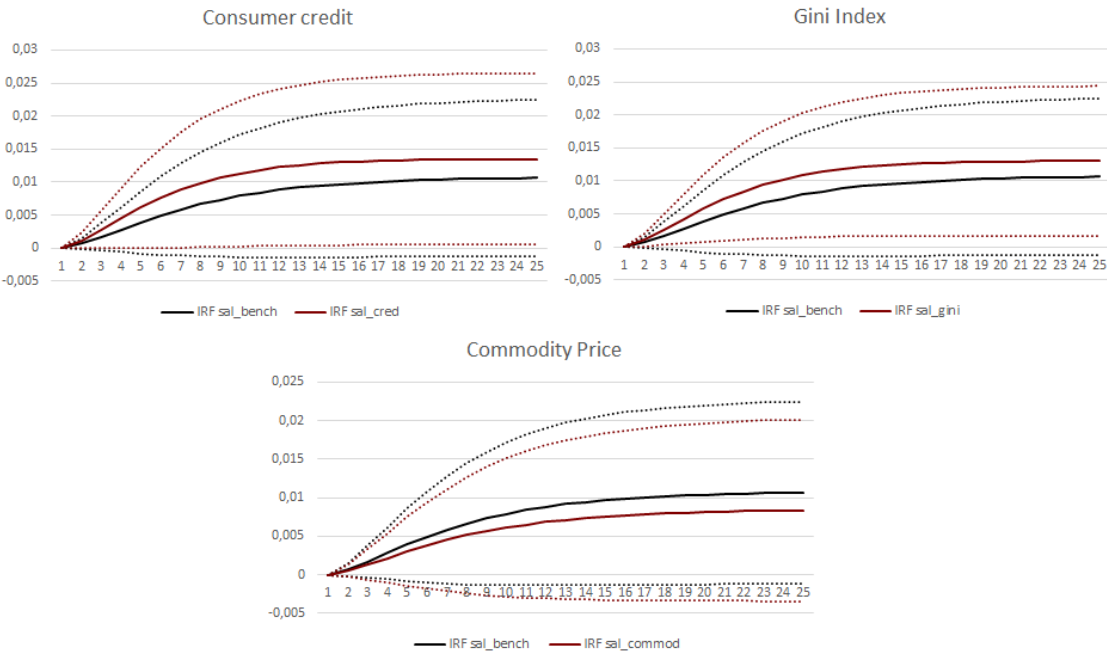 Consumer credit
0,03
0,025
0,02
0,015
0,01
0,005
0
-0,005
1 2 3 4 5 6 7 8 9 10 11 12 13 14 15 16 17 18 19 20 21 22 23 24 25
IRF sal_bench IRF sal_cred
Gini Index
0,03
0,025
0,02
0,015
0,01
0,005
0
-0,005
1 2 3 4 5 6 7 8 9 10 11 12 13 14 15 16 17 18 19 20 21 22 23 24 25
IRF sal_bench IRF sal_gini
Commodity Price
0,025
0,02
0,015
0,01
0,005
0
-0,005
1 2 3 4 5 6 7 8 9 10 11 12 13 14 15 16 17 18 19 20 21 22 23 24 25
IRF sal_bench IRF sal_commod